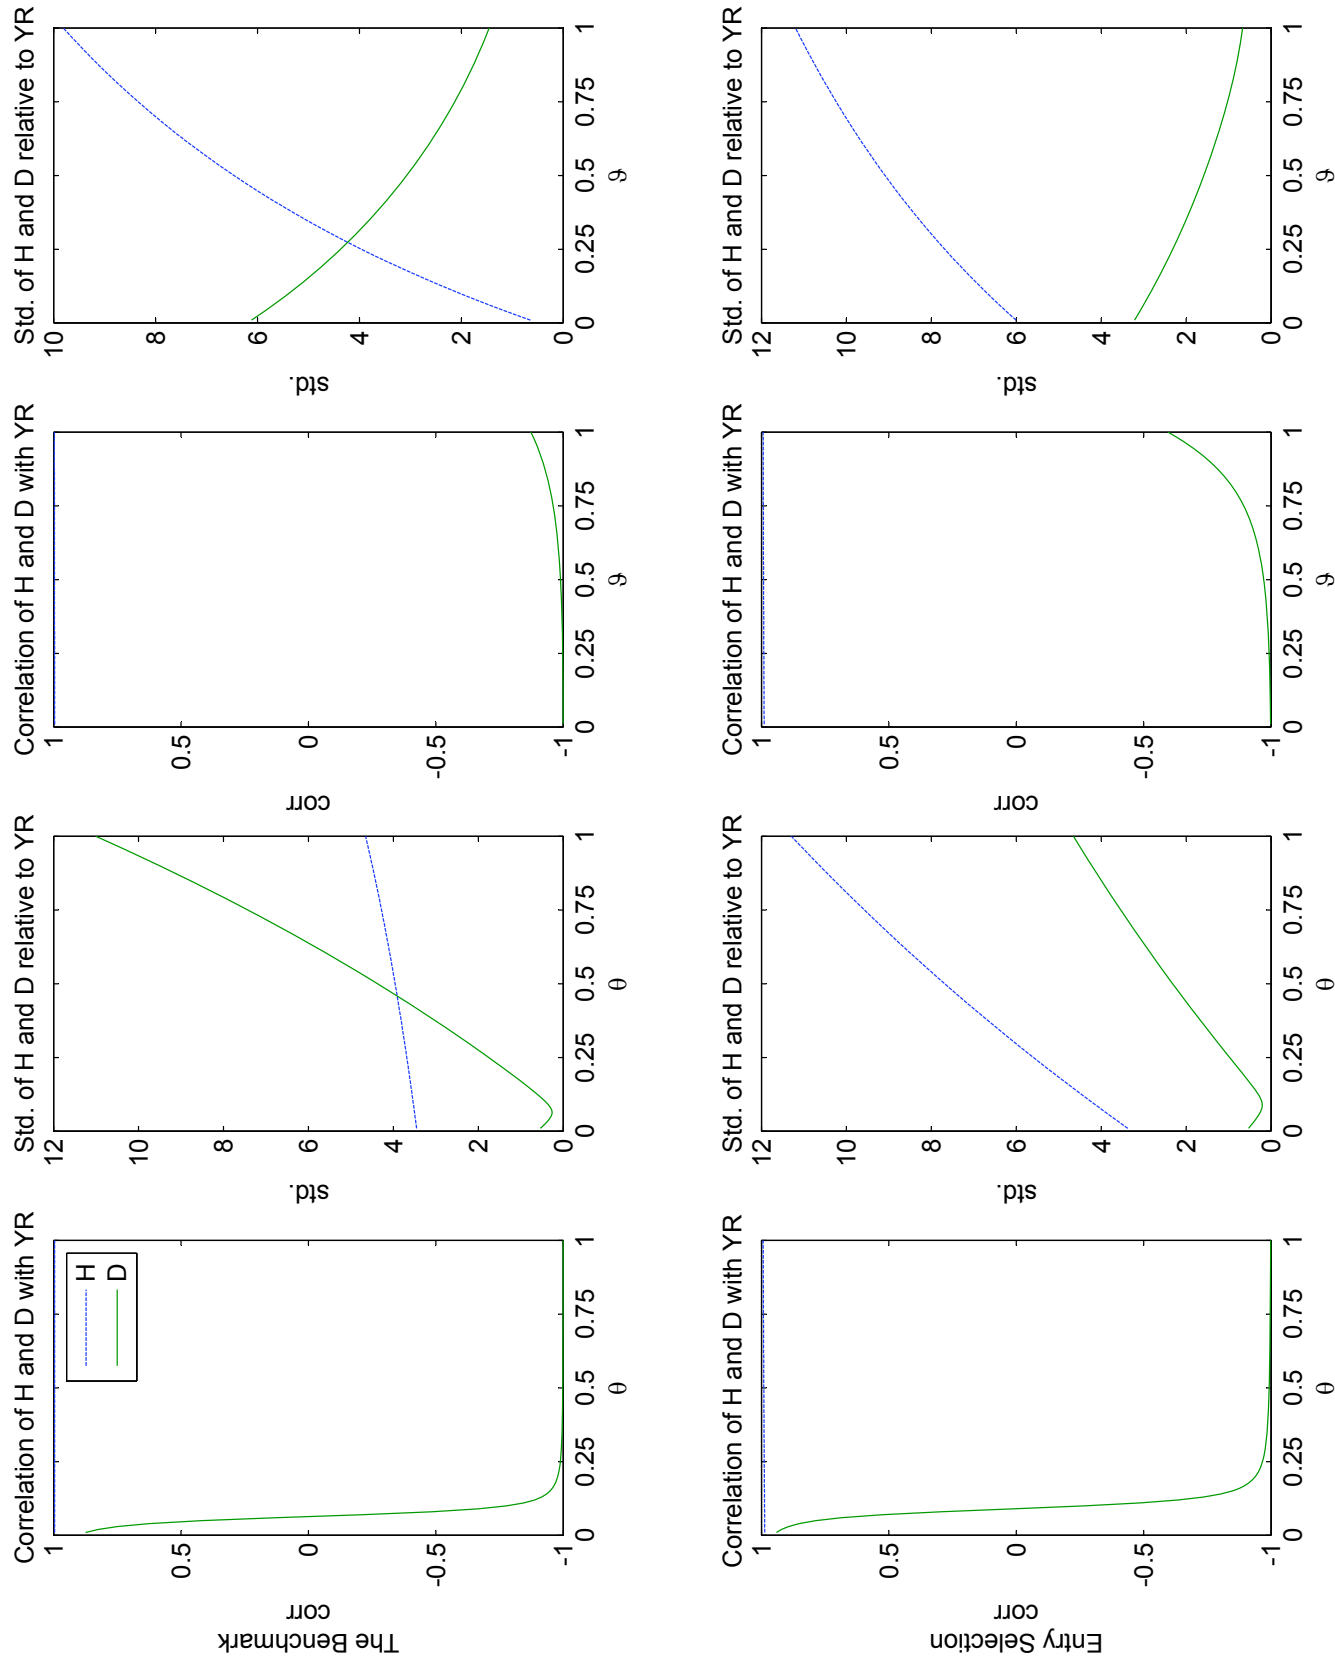 The Benchmark
Correlation of H and D with YR
corr
1
0.5
0
-0.5
-1
H
D
0 0.25 0.5 0.75 1
θ
Std. of H and D relative to YR
std.
12
10
8
6
4
2
0
0 0.25 0.5 0.75 1
θ
Correlation of H and D with YR
corr
1
0.5
0
-0.5
-1
0 0.25 0.5 0.75 1
ϑ
Std. of H and D relative to YR
std.
10
8
6
4
2
0
0 0.25 0.5 0.75 1
ϑ
Entry Selection
Correlation of H and D with YR
corr
1
0.5
0
-0.5
-1
0 0.25 0.5 0.75 1
θ
Std. of H and D relative to YR
std.
12
10
8
6
4
2
0
0 0.25 0.5 0.75 1
θ
Correlation of H and D with YR
corr
1
0.5
0
-0.5
-1
0 0.25 0.5 0.75 1
ϑ
Std. of H and D relative to YR
std.
12
10
8
6
4
2
0
0 0.25 0.5 0.75 1
ϑ